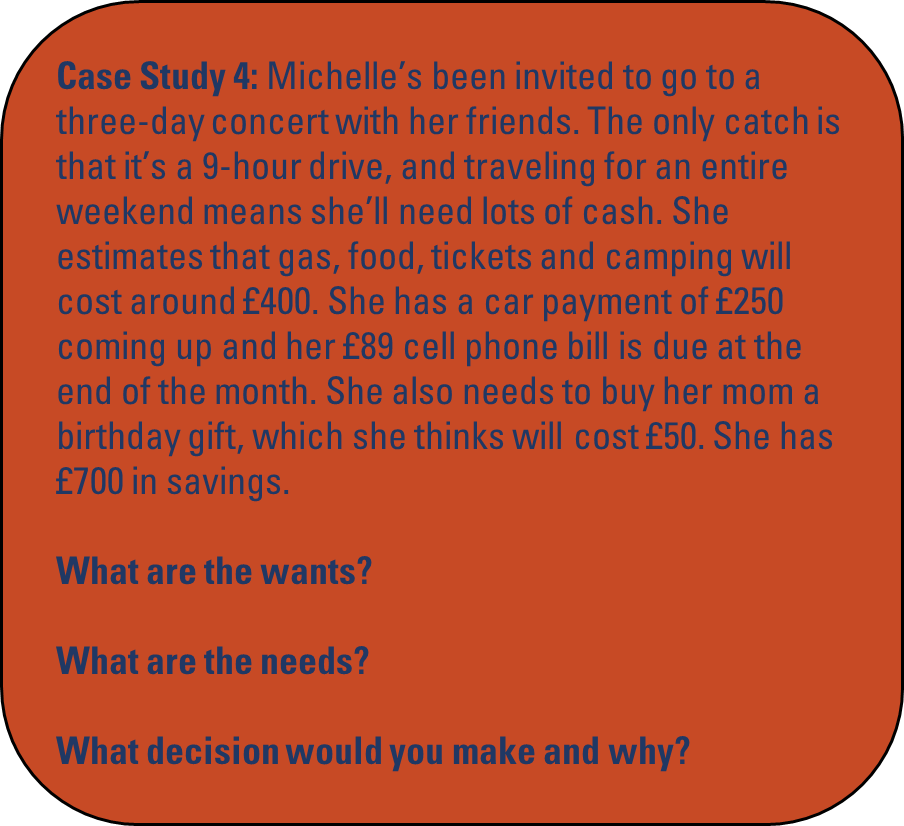 Case Study 4: Michelle’s been invited to go to a
three-day concert with her friends. The only catch is
that it’s a 9-hour drive, and traveling for an entire
weekend means she’ll need lots of cash. She
estimates that gas, food, tickets and camping will
cost around £400. She has a car payment of £250
coming up and her £89 cell phone bill is due at the
end of the month. She also needs to buy her mom a
birthday gift, which she thinks will cost £50. She has
£700 in savings.
What are the wants?
What are the needs?
What decision would you make and why?